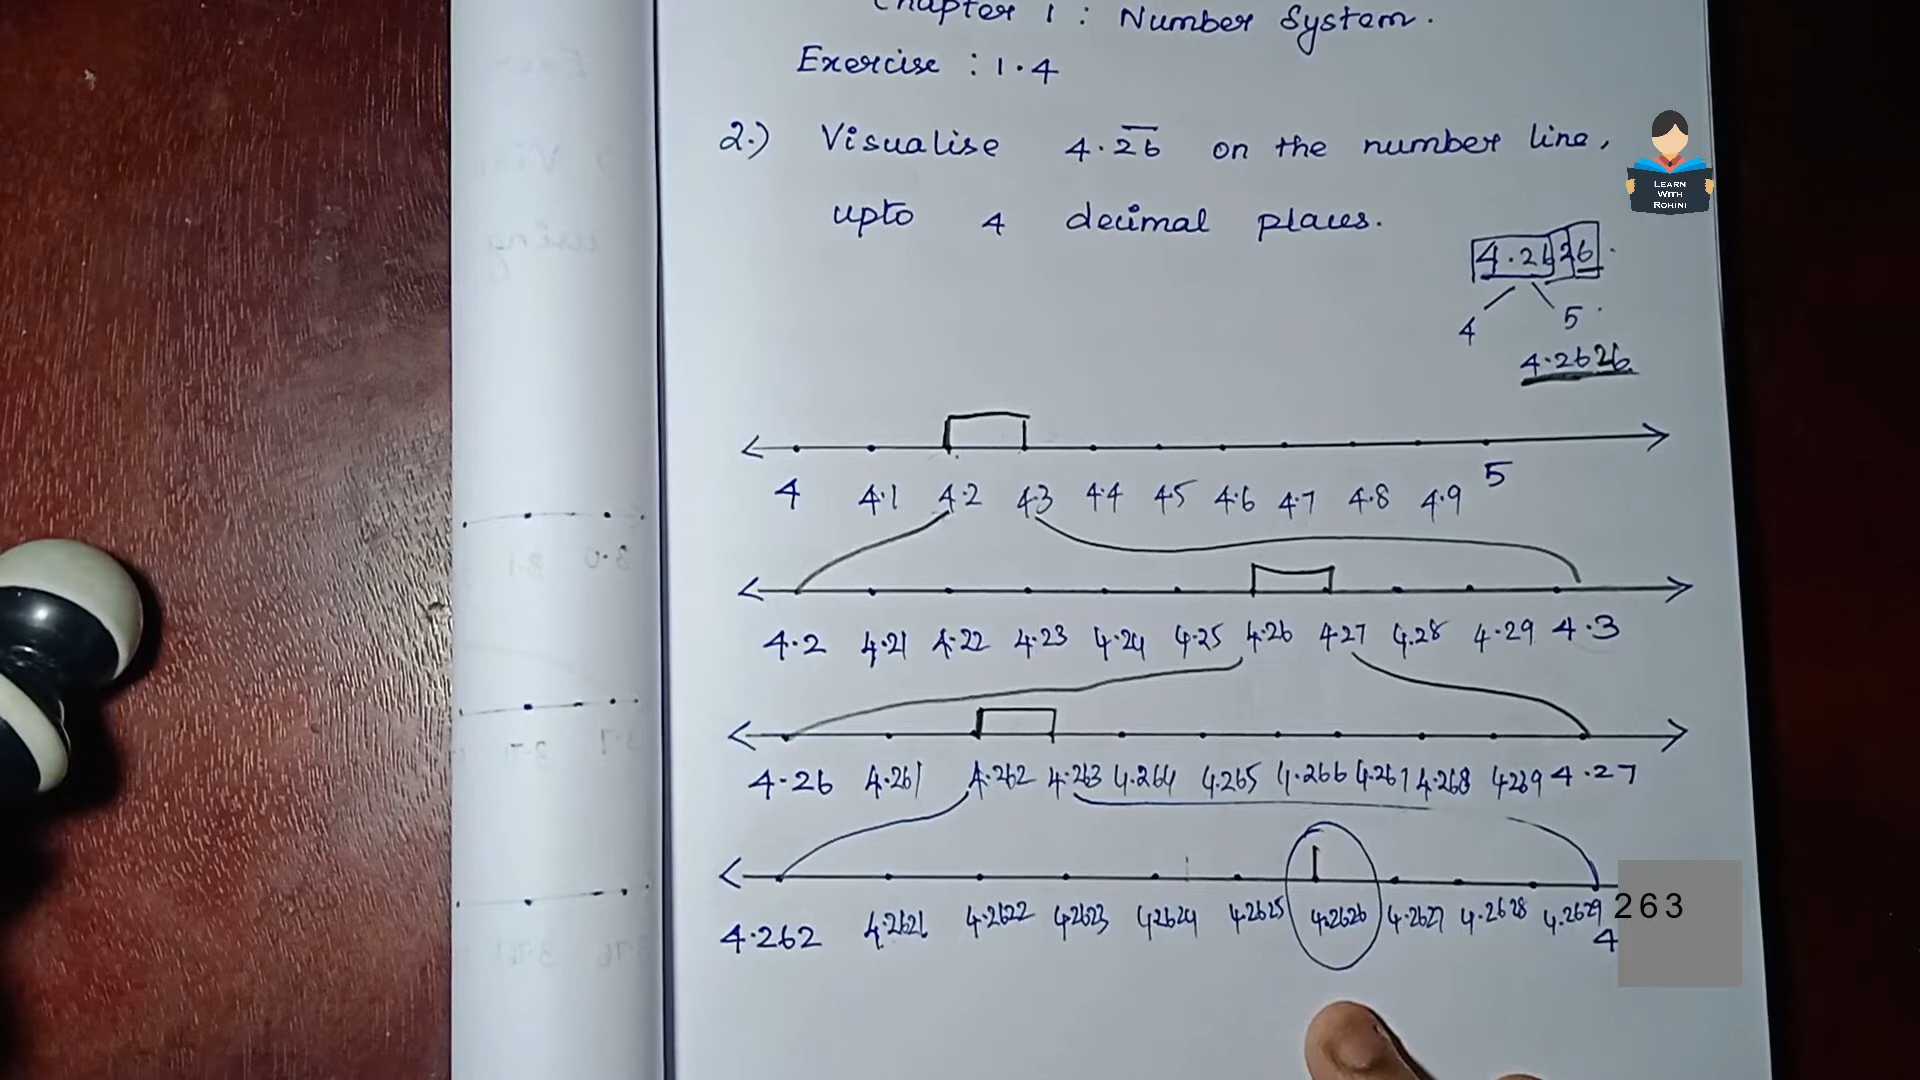 Chapter 1 : Number System.
Exercise : 1.4
2.) Visualise 4.2̅6̅ on the number line,
upto 4 decimal places.
LEARN
WITH
ROHINI
4.2626
4 5
4.2626
4 4.1 4.2 4.3 4.4 4.5 4.6 4.7 4.8 4.9 5
4.2 4.21 4.22 4.23 4.24 4.25 4.26 4.27 4.28 4.29 4.3
4.26 4.261 4.262 4.263 4.264 4.265 4.266 4.267 4.268 4.269 4.27
4.262 4.2621 4.2622 4.2623 4.2624 4.2625 4.2626 4.2627 4.2628 4.2629 4 263